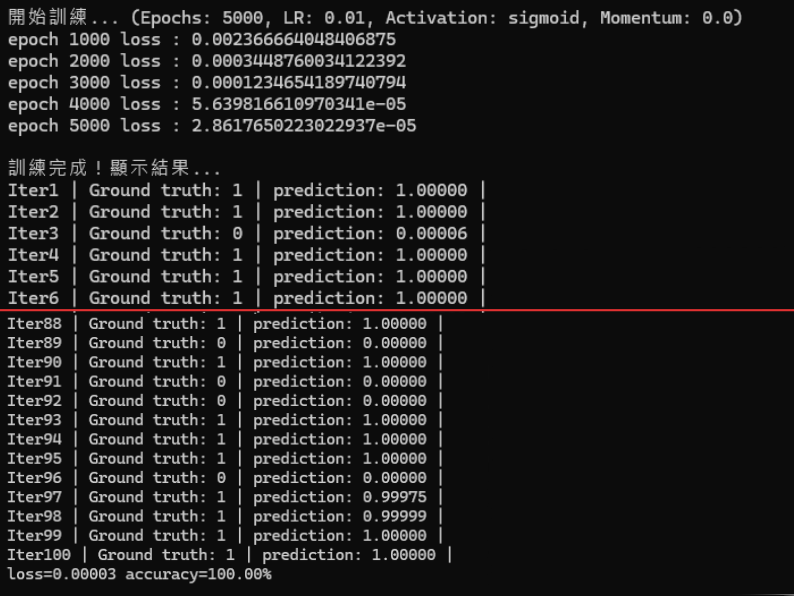 開始訓練... (Epochs: 5000, LR: 0.01, Activation: sigmoid, Momentum: 0.0)
epoch 1000 loss : 0.002366664048406875
epoch 2000 loss : 0.0003448760034122392
epoch 3000 loss : 0.0001234654189740794
epoch 4000 loss : 5.639816610970341e-05
epoch 5000 loss : 2.8617650223022937e-05
訓練完成！顯示結果...
Iter1 | Ground truth: 1 | prediction: 1.00000 |
Iter2 | Ground truth: 1 | prediction: 1.00000 |
Iter3 | Ground truth: 0 | prediction: 0.00006 |
Iter4 | Ground truth: 1 | prediction: 1.00000 |
Iter5 | Ground truth: 1 | prediction: 1.00000 |
Iter6 | Ground truth: 1 | prediction: 1.00000 |
Iter88 | Ground truth: 1 | prediction: 1.00000 |
Iter89 | Ground truth: 0 | prediction: 0.00000 |
Iter90 | Ground truth: 1 | prediction: 1.00000 |
Iter91 | Ground truth: 0 | prediction: 0.00000 |
Iter92 | Ground truth: 0 | prediction: 0.00000 |
Iter93 | Ground truth: 1 | prediction: 1.00000 |
Iter94 | Ground truth: 1 | prediction: 1.00000 |
Iter95 | Ground truth: 1 | prediction: 1.00000 |
Iter96 | Ground truth: 0 | prediction: 0.00000 |
Iter97 | Ground truth: 1 | prediction: 0.99975 |
Iter98 | Ground truth: 1 | prediction: 0.99999 |
Iter99 | Ground truth: 1 | prediction: 1.00000 |
Iter100 | Ground truth: 1 | prediction: 1.00000 |
loss=0.00003 accuracy=100.00%